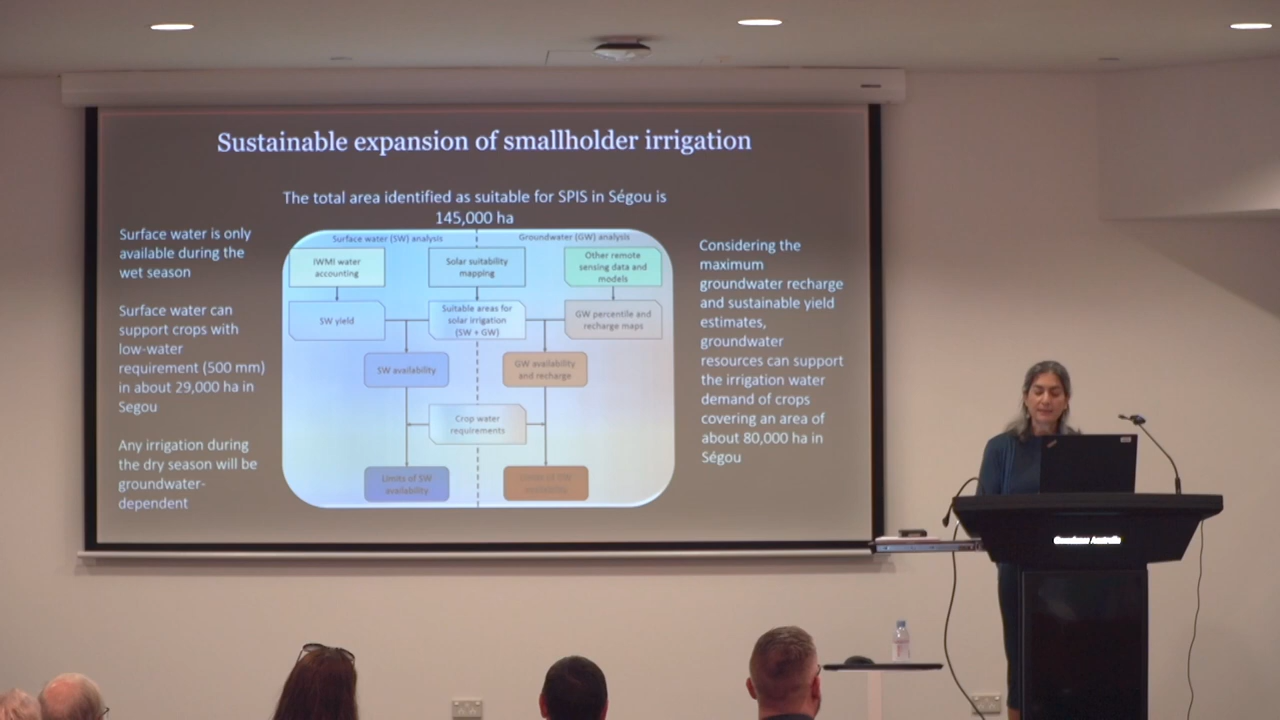 Sustainable expansion of smallholder irrigation
The total area identified as suitable for SPIS in Ségou is
145,000 ha
Surface water is only
available during the
wet season
Surface water can
support crops with
low-water
requirement (500 mm)
in about 29,000 ha in
Segou
Any irrigation during
the dry season will be
groundwater-
dependent
Surface water (SW) analysis
Groundwater (GW) analysis
IWMI water
accounting
Solar suitability
mapping
Other remote
sensing data and
models
SW yield
Suitable areas for
solar irrigation
(SW + GW)
GW percentile and
recharge maps
SW availability
GW availability
and recharge
Crop water
requirements
Limits of SW
availability
Considering the
maximum
groundwater recharge
and sustainable yield
estimates,
groundwater
resources can support
the irrigation water
demand of crops
covering an area of
about 80,000 ha in
Ségou